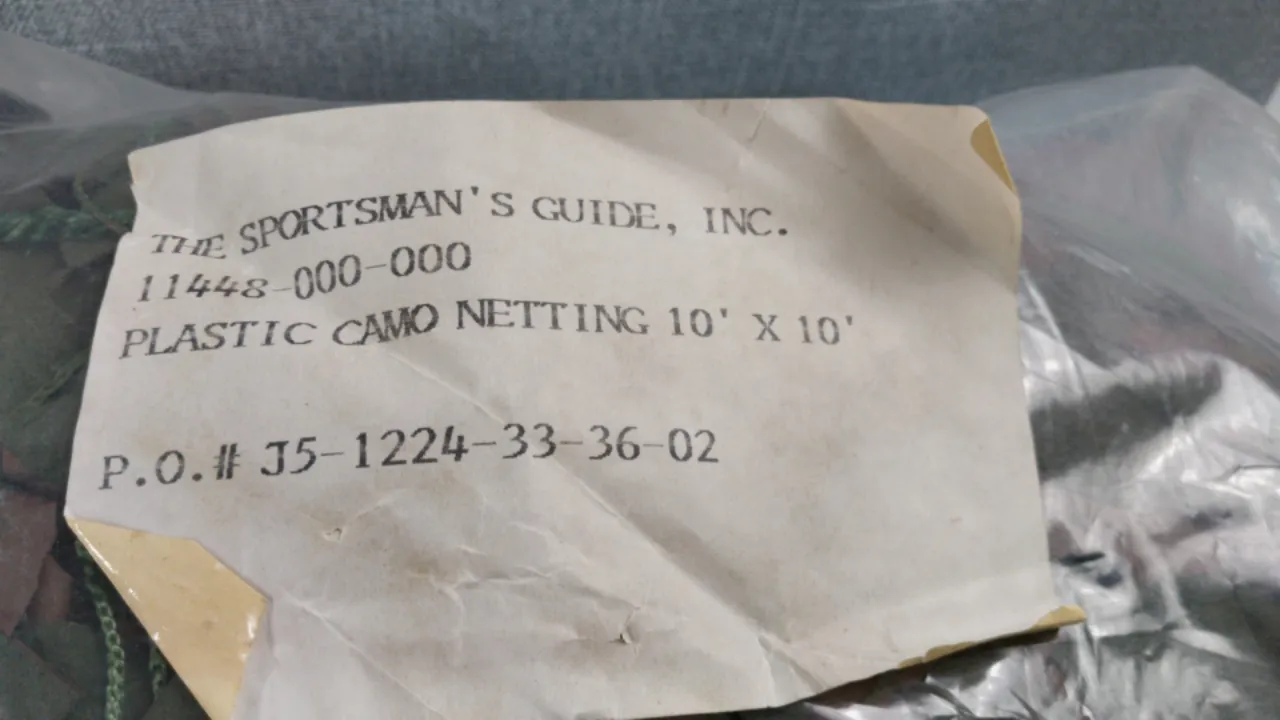 THE SPORTSMAN'S GUIDE, INC.
11448-000-000
PLASTIC CAMO NETTING 10' X 10'
P.O.# J5-1224-33-36-02